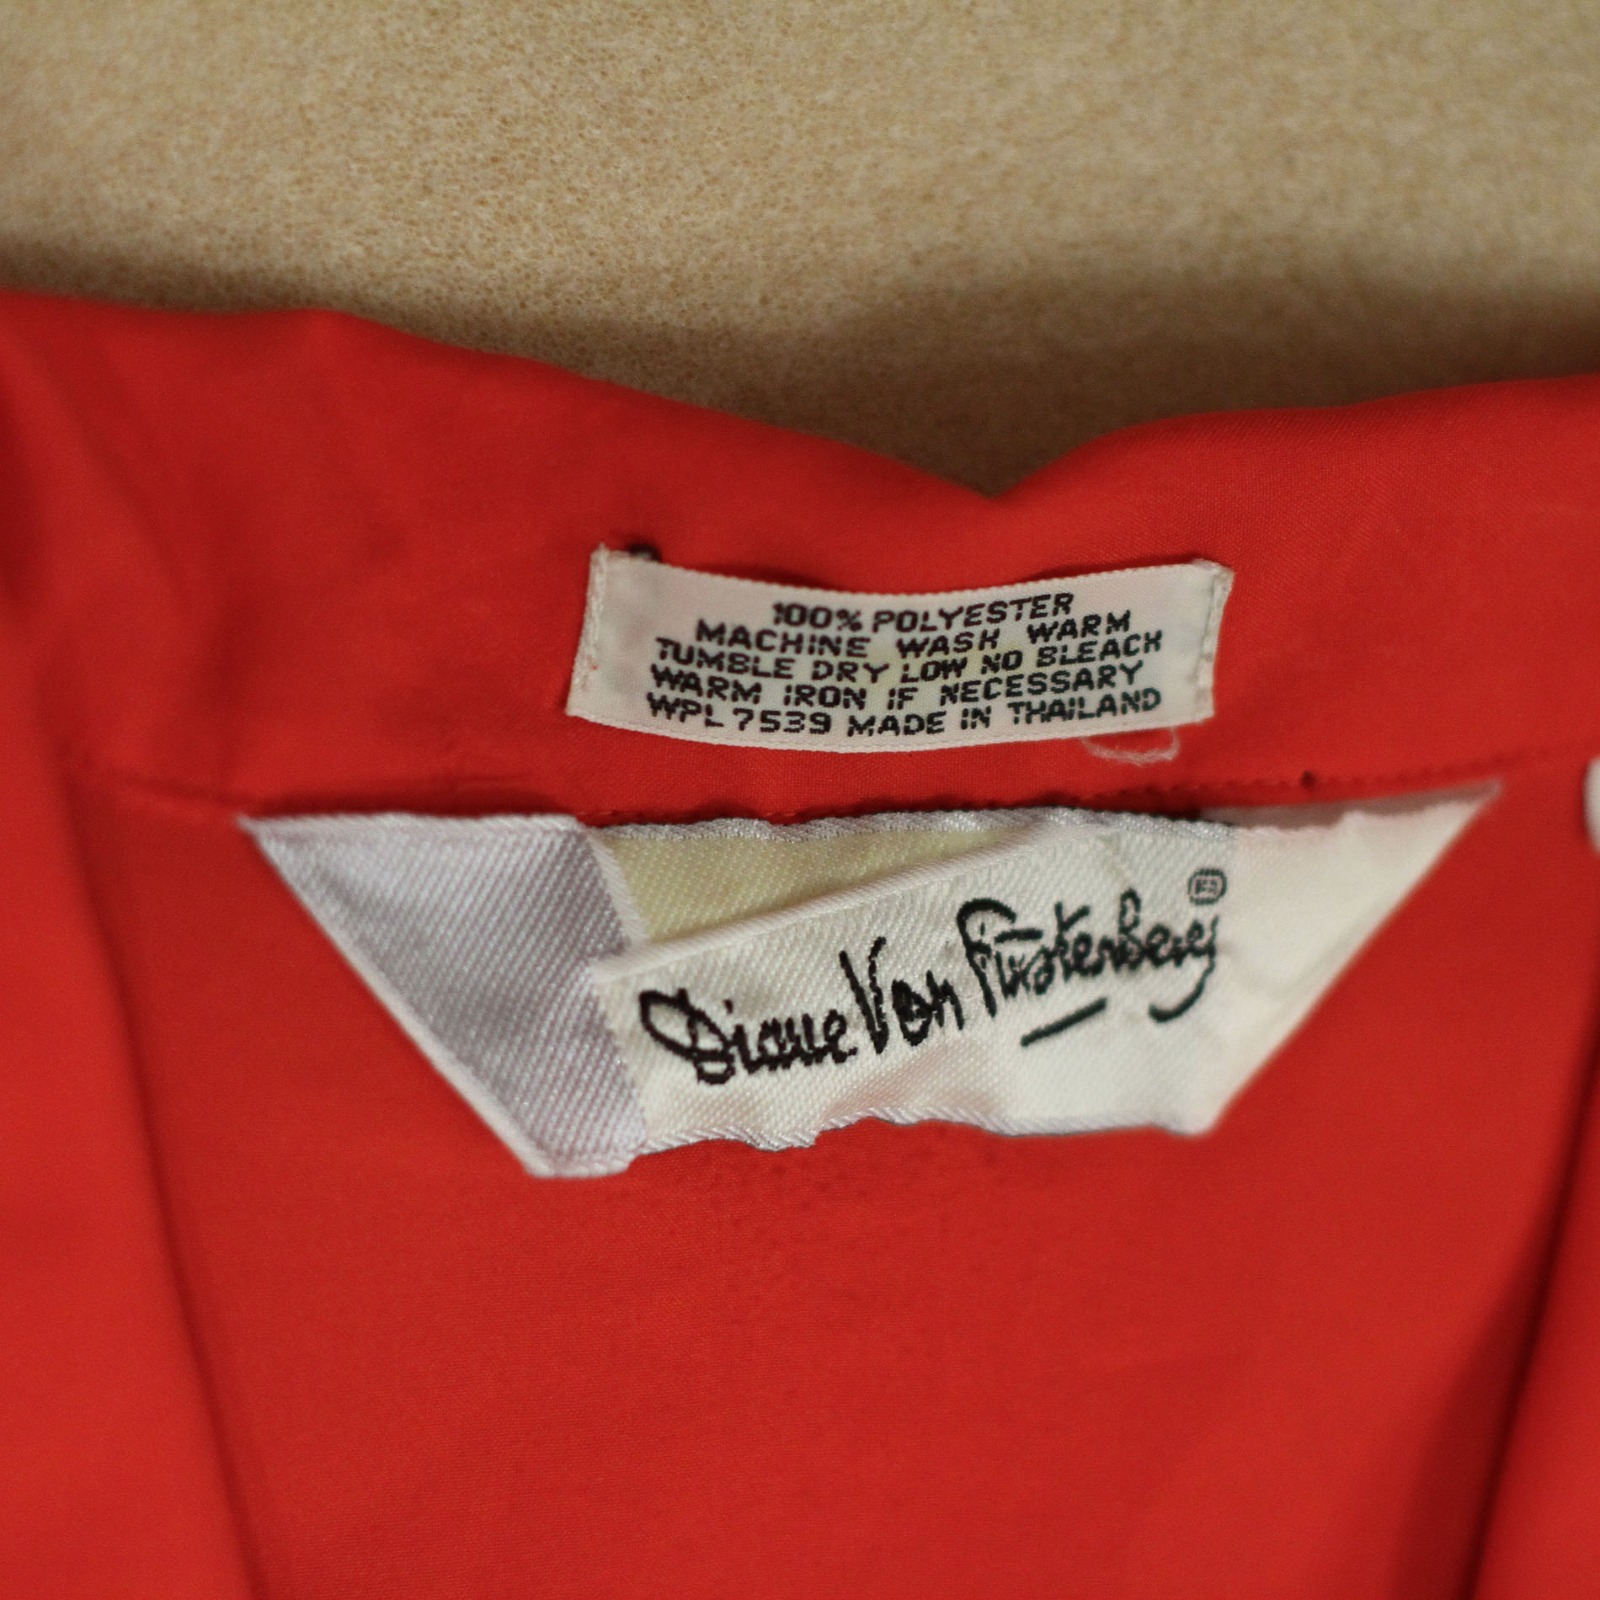 100% POLYESTER
MACHINE WASH WARM
TUMBLE DRY LOW NO BLEACH
WARM IRON IF NECESSARY
WPL 7539 MADE IN THAILAND
Diane Von Fürstenberg ®